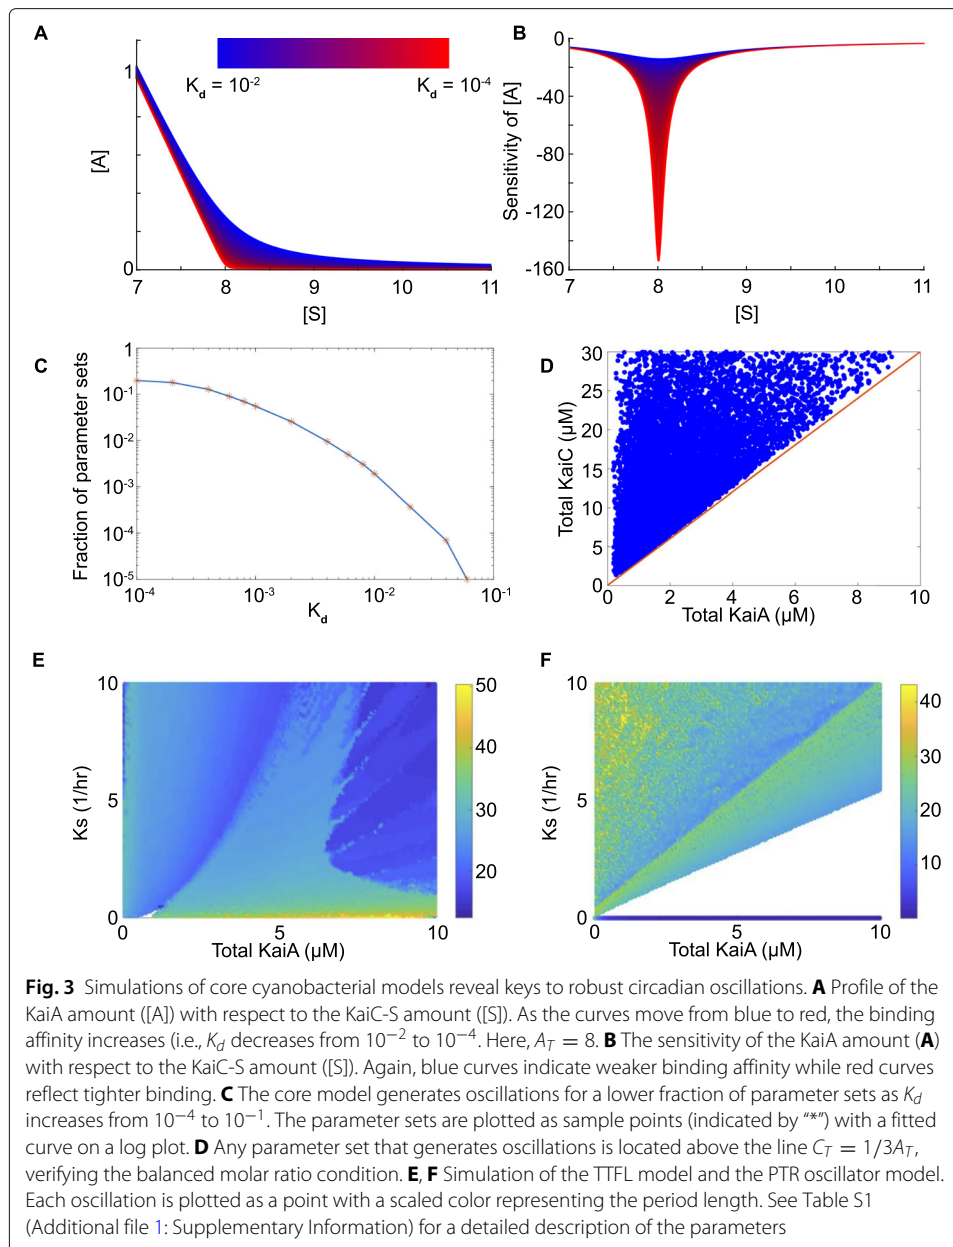 A
K_d = 10^-2
K_d = 10^-4
1
[A]
0
7 8 9 10 11
[S]
B
0
-40
-80
-120
-160
Sensitivity of [A]
7 8 9 10 11
[S]
C
Fraction of parameter sets
1
10^-1
10^-2
10^-3
10^-4
10^-5
10^-4 10^-3 10^-2 10^-1
K_d
D
Total KaiC (µM)
30
25
20
15
10
5
0
0 2 4 6 8 10
Total KaiA (µM)
E
Ks (1/hr)
10
5
0
0 5 10
Total KaiA (µM)
50
40
30
20
F
Ks (1/hr)
10
5
0
0 5 10
Total KaiA (µM)
40
30
20
10
Fig. 3 Simulations of core cyanobacterial models reveal keys to robust circadian oscillations. A Profile of the
KaiA amount ([A]) with respect to the KaiC-S amount ([S]). As the curves move from blue to red, the binding
affinity increases (i.e., K_d decreases from 10^−2 to 10^−4. Here, A_T = 8. B The sensitivity of the KaiA amount (A)
with respect to the KaiC-S amount ([S]). Again, blue curves indicate weaker binding affinity while red curves
reflect tighter binding. C The core model generates oscillations for a lower fraction of parameter sets as K_d
increases from 10^−4 to 10^−1. The parameter sets are plotted as sample points (indicated by “*”) with a fitted
curve on a log plot. D Any parameter set that generates oscillations is located above the line C_T = 1/3A_T,
verifying the balanced molar ratio condition. E, F Simulation of the TTFL model and the PTR oscillator model.
Each oscillation is plotted as a point with a scaled color representing the period length. See Table S1
(Additional file 1: Supplementary Information) for a detailed description of the parameters